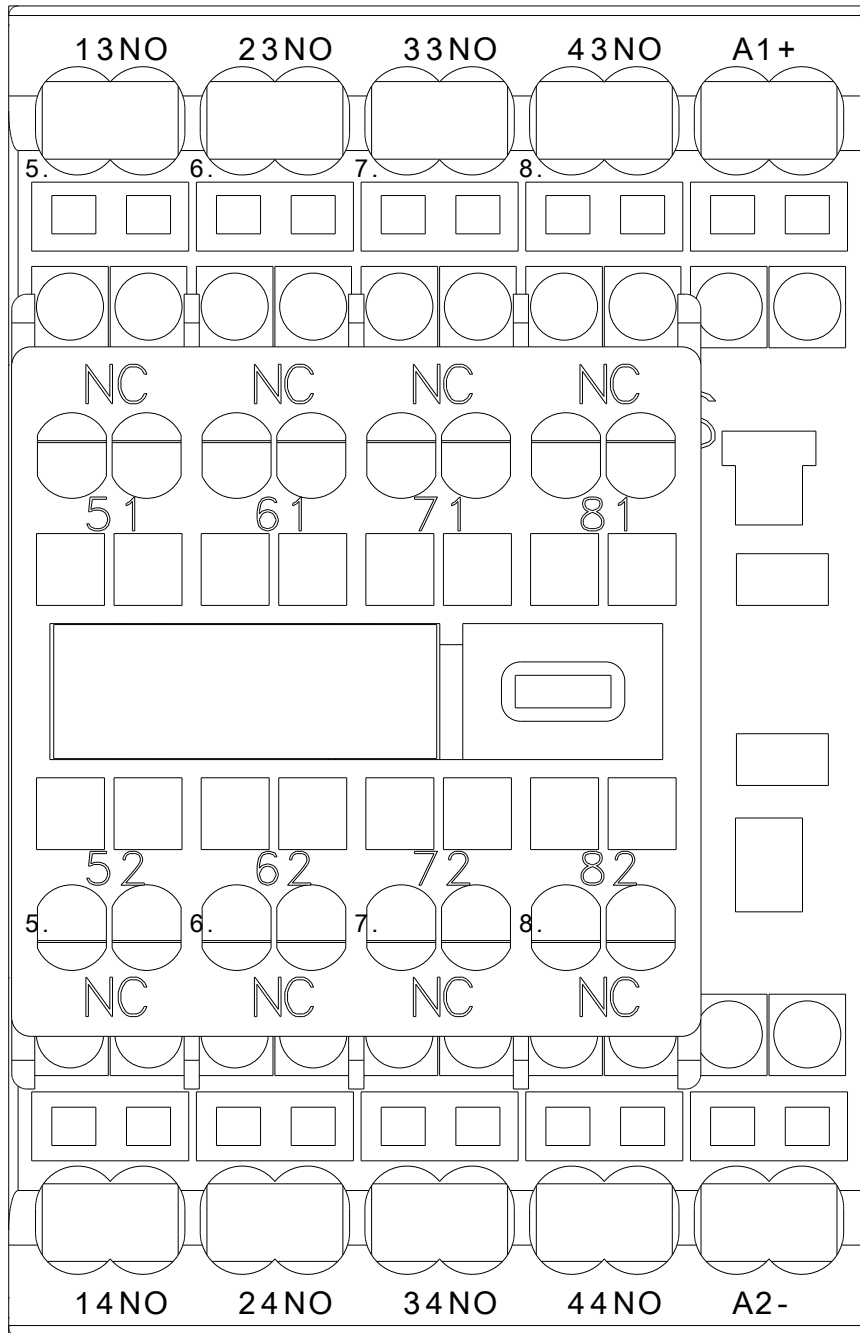 13NO 23NO 33NO 43NO A1+
5. 6. 7. 8.
NC NC NC NC
51 61 71 81
52 62 72 82
5. 6. 7. 8.
NC NC NC NC
14NO 24NO 34NO 44NO A2-